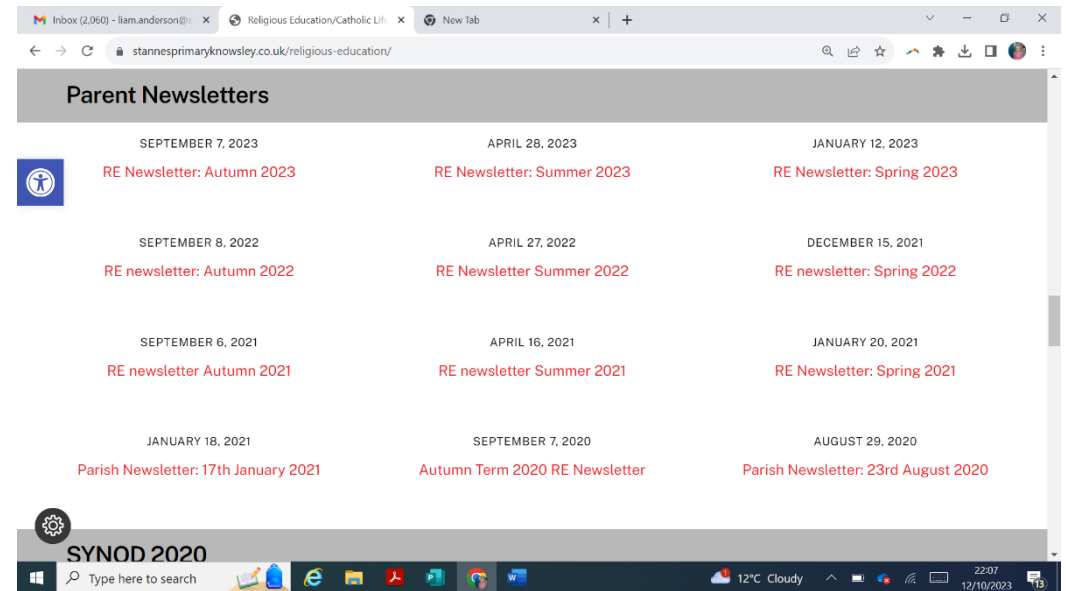 Inbox (2,060) - liam.anderson@s
Religious Education/Catholic Life
New Tab
stannesprimaryknowsley.co.uk/religious-education/
Parent Newsletters
SEPTEMBER 7, 2023 APRIL 28, 2023 JANUARY 12, 2023
RE Newsletter: Autumn 2023 RE Newsletter: Summer 2023 RE Newsletter: Spring 2023
SEPTEMBER 8, 2022 APRIL 27, 2022 DECEMBER 15, 2021
RE newsletter: Autumn 2022 RE Newsletter Summer 2022 RE newsletter: Spring 2022
SEPTEMBER 6, 2021 APRIL 16, 2021 JANUARY 20, 2021
RE newsletter Autumn 2021 RE newsletter Summer 2021 RE Newsletter: Spring 2021
JANUARY 18, 2021 SEPTEMBER 7, 2020 AUGUST 29, 2020
Parish Newsletter: 17th January 2021 Autumn Term 2020 RE Newsletter Parish Newsletter: 23rd August 2020
SYNOD 2020
Type here to search
12°C Cloudy
22:07
12/10/2023
13